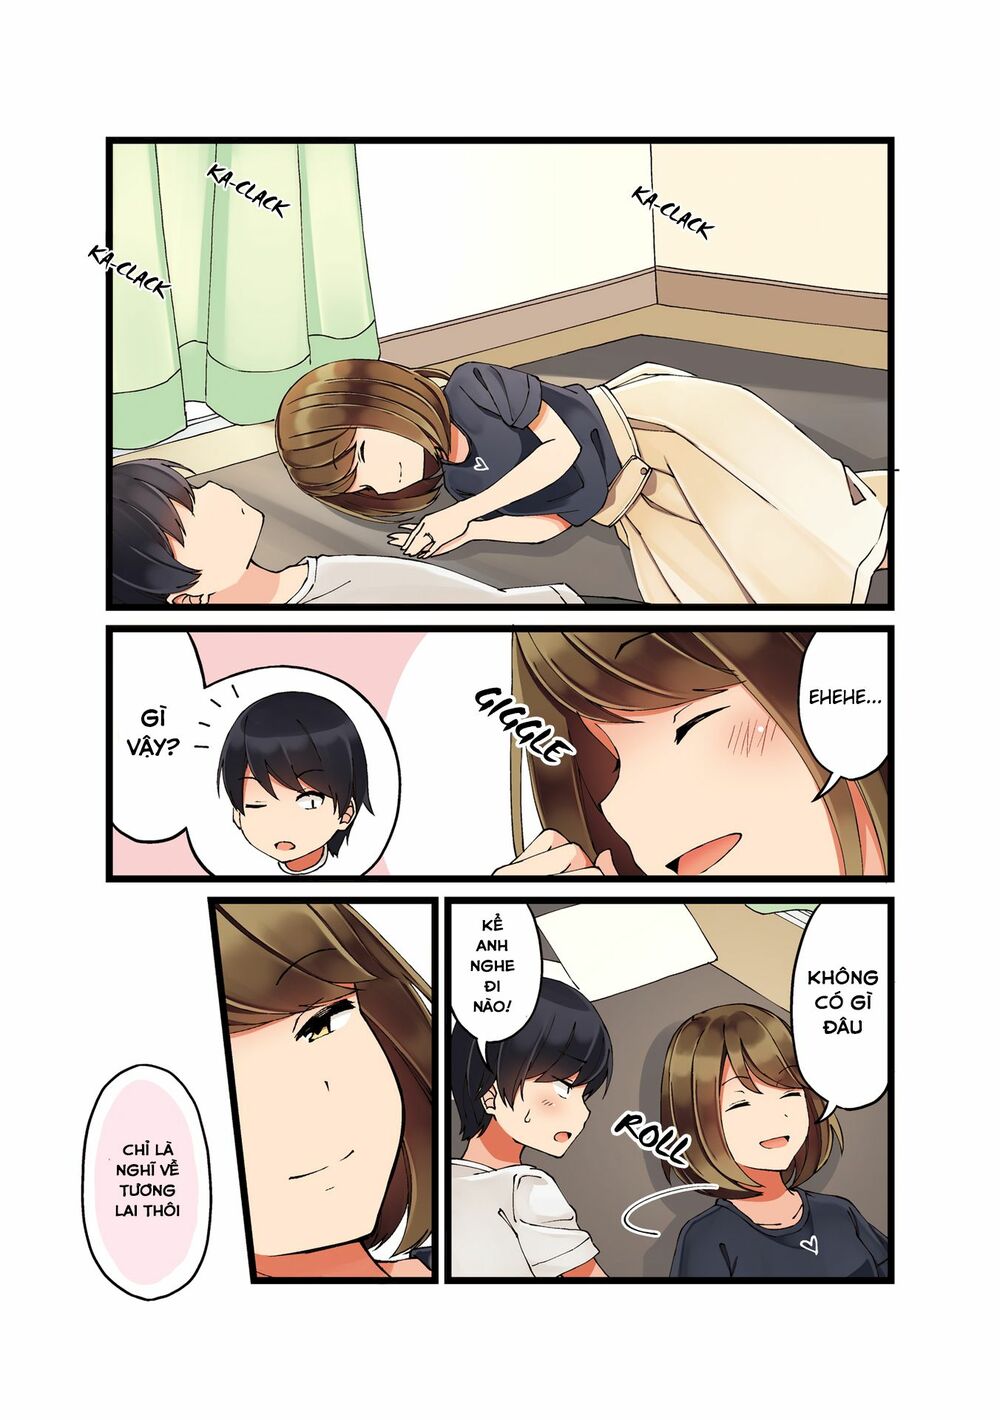 KA-CLACK
KA-CLACK
KA-CLACK
EHEHE...
GIGGLE
GÌ
VẬY?
KHÔNG
CÓ GÌ
ĐÂU
KỂ
ANH
NGHE
ĐI
NÀO!
ROLL
CHỈ LÀ
NGHĨ VỀ
TƯƠNG
LAI THÔI